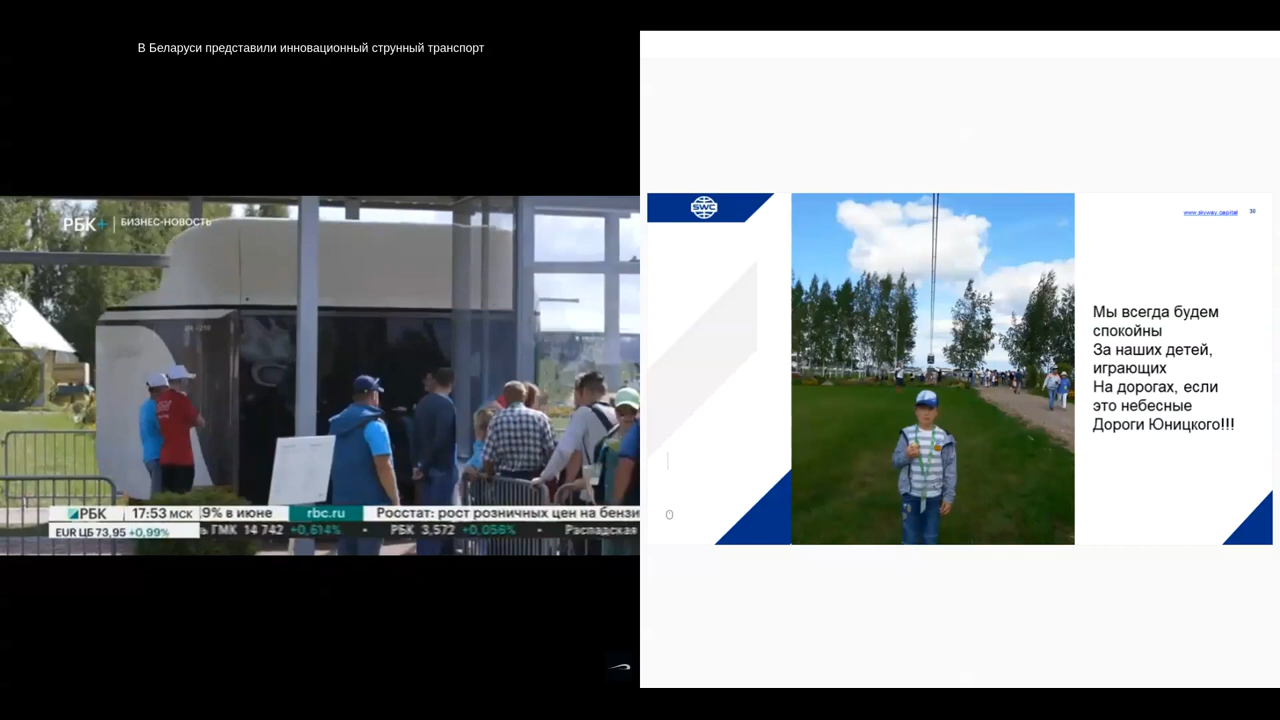 В Беларуси представили инновационный струнный транспорт
РБК+ | БИЗНЕС-НОВОСТЬ
РБК 17:53 МСК .9% в июне rbc.ru Росстат: рост розничных цен на бензи
EUR ЦБ 73,95 +0,99% ь ГМК 14 742 +0,614% - РБК 3,572 +0,056% - Распадская
SWC
www.skyway.capital 30
Мы всегда будем
спокойны
За наших детей,
играющих
На дорогах, если
это небесные
Дороги Юницкого!!!